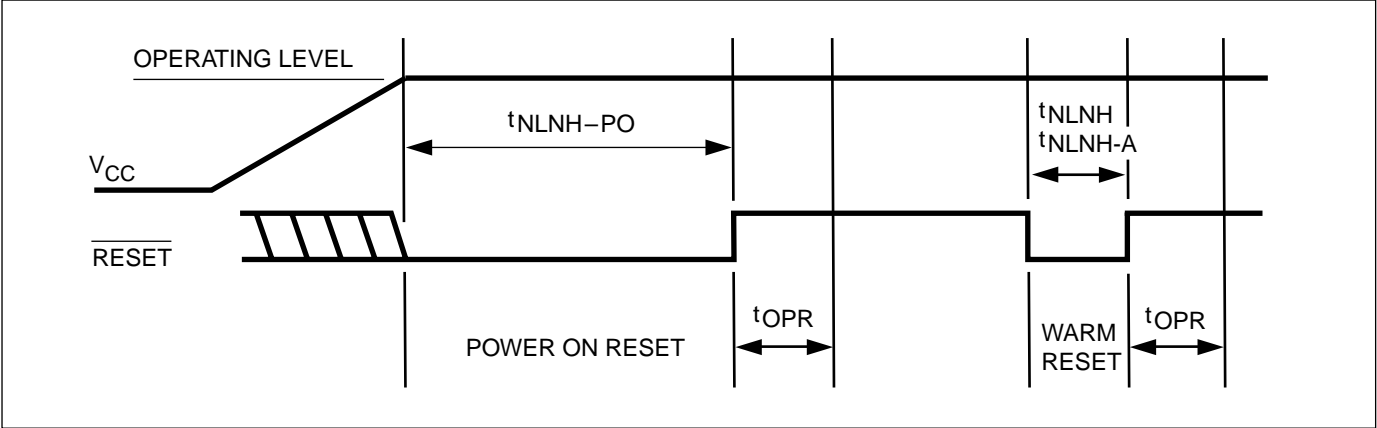 OPERATING LEVEL
tNLNH–PO
tNLNH
tNLNH-A
VCC
RESET
tOPR
tOPR
POWER ON RESET
WARM
RESET